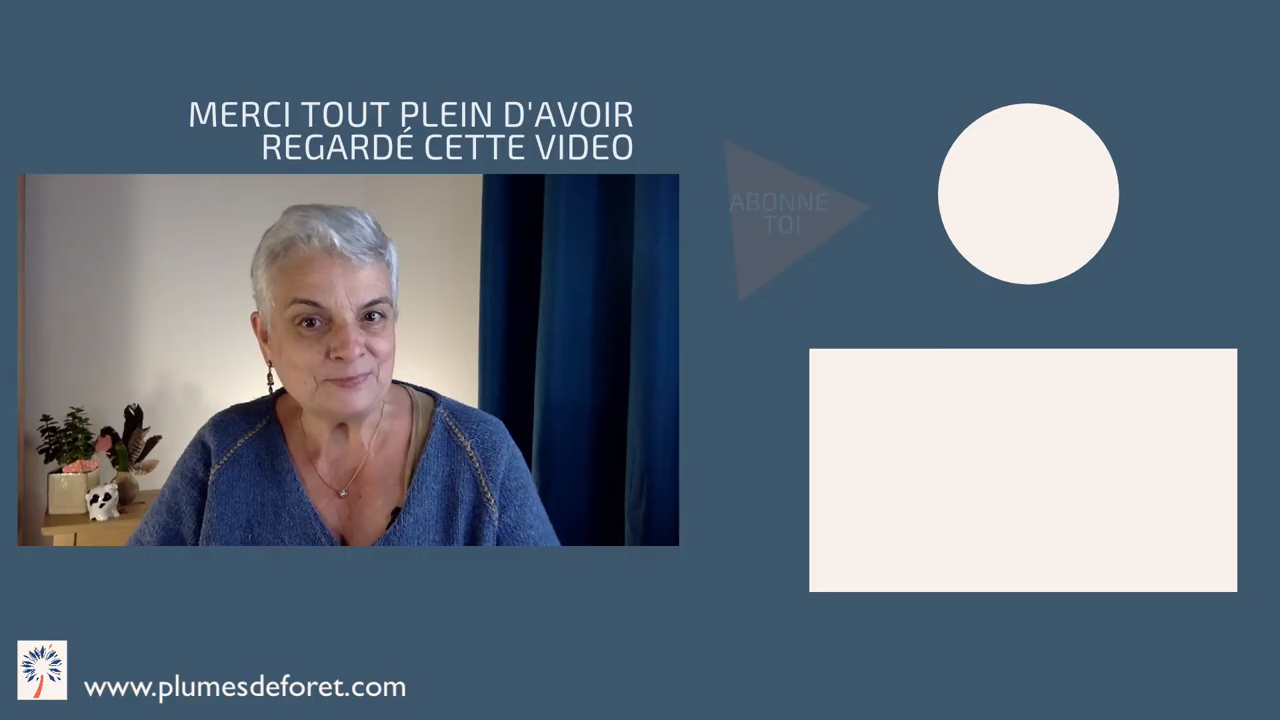 MERCI TOUT PLEIN D'AVOIR
REGARDÉ CETTE VIDEO
ABONNE
TOI
www.plumesdeforet.com